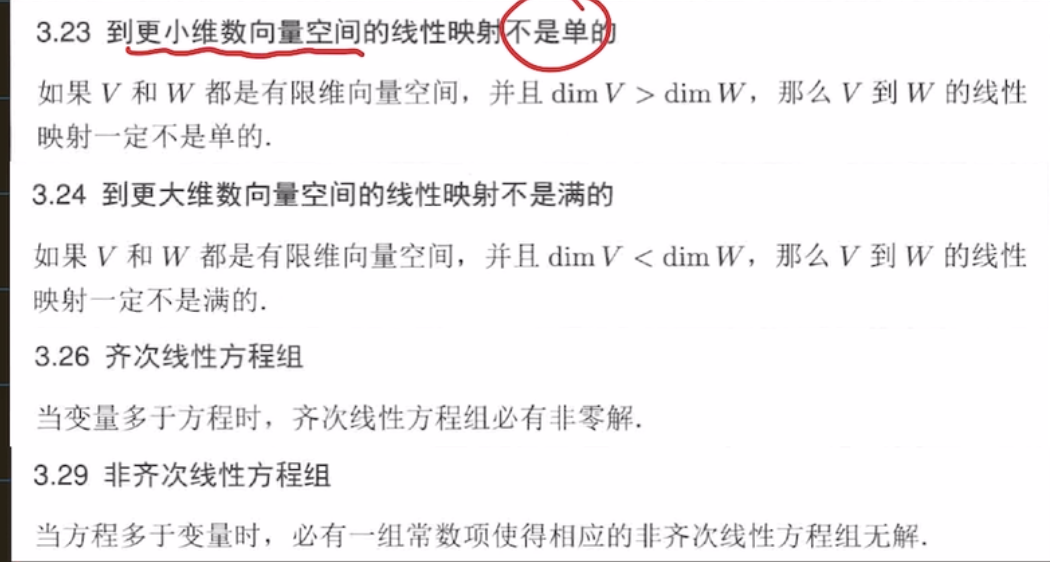 3.23 到更小维数向量空间的线性映射不是单的
如果 V 和 W 都是有限维向量空间，并且 dim V > dim W，那么 V 到 W 的线性
映射一定不是单的.
3.24 到更大维数向量空间的线性映射不是满的
如果 V 和 W 都是有限维向量空间，并且 dim V < dim W，那么 V 到 W 的线性
映射一定不是满的.
3.26 齐次线性方程组
当变量多于方程时，齐次线性方程组必有非零解.
3.29 非齐次线性方程组
当方程多于变量时，必有一组常数项使得相应的非齐次线性方程组无解.